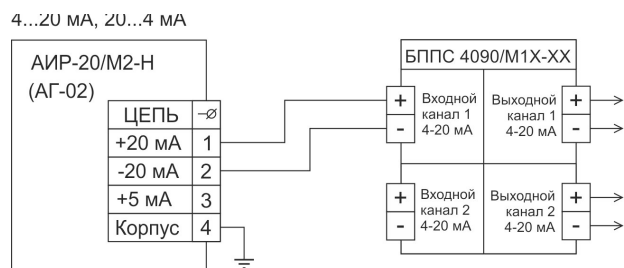 4...20 мА, 20...4 мА
АИР-20/М2-Н
(АГ-02)
ЦЕПЬ
+20 мА 1
-20 мА 2
+5 мА 3
Корпус 4
БППС 4090/М1Х-ХХ
+ Входной Выходной +
канал 1 канал 1
- 4-20 мА 4-20 мА -
+ Входной Выходной +
канал 2 канал 2
- 4-20 мА 4-20 мА -